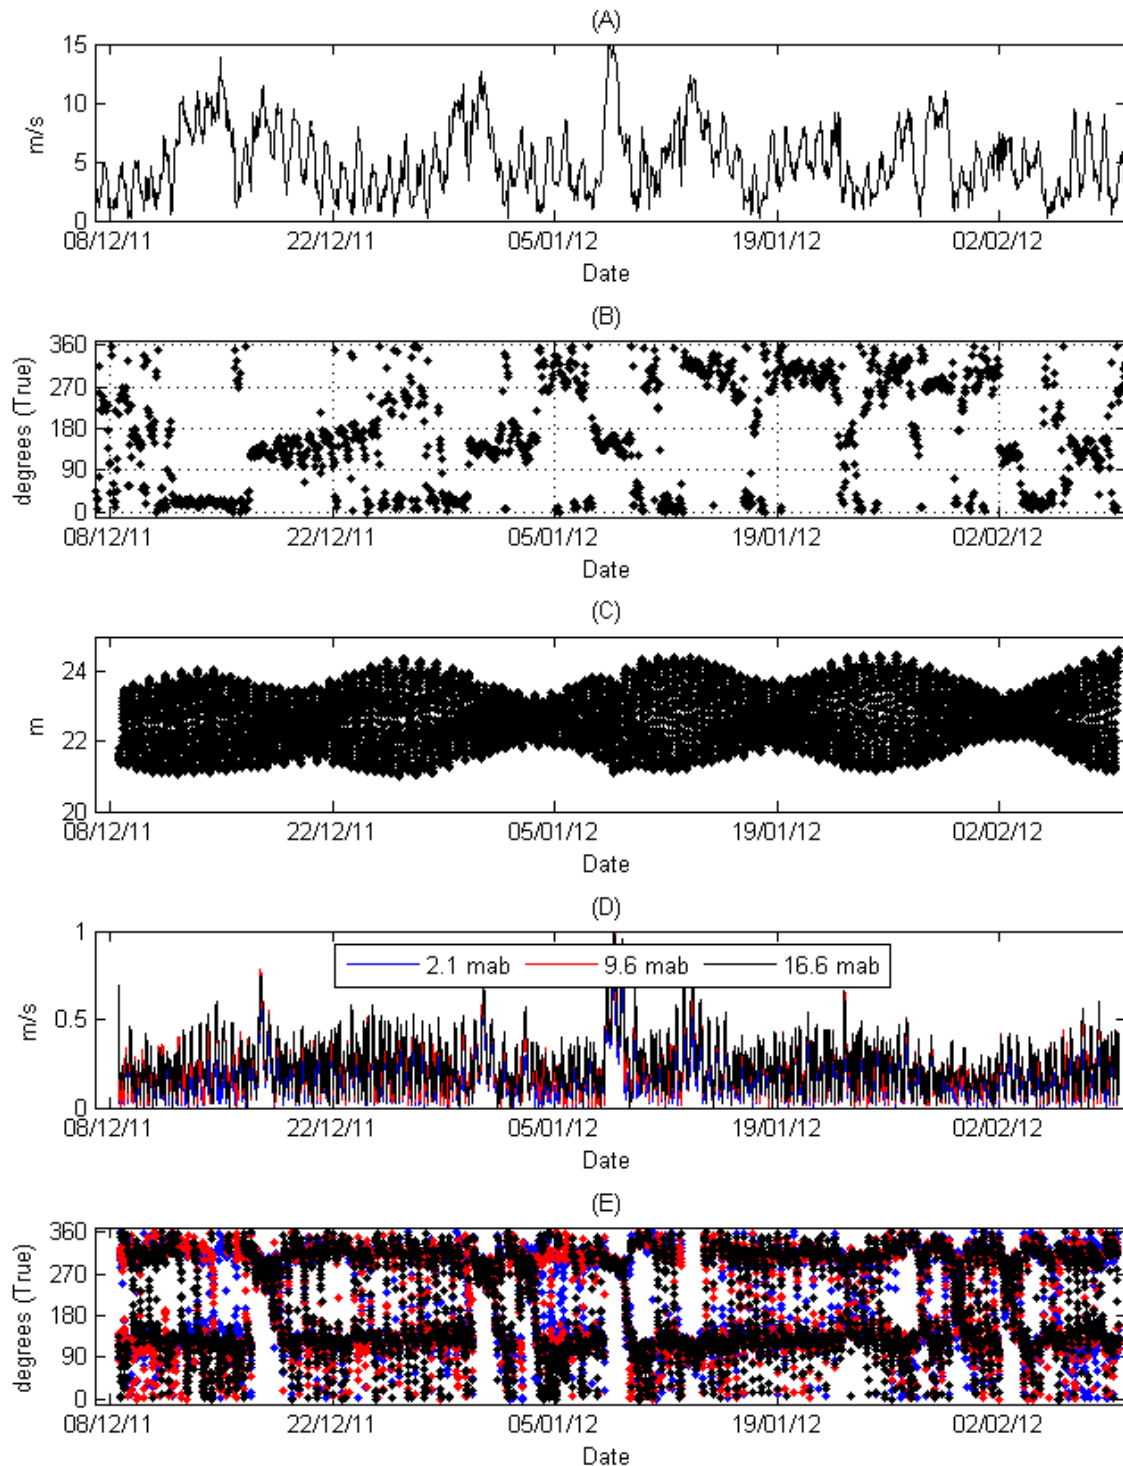 (A)
15
10
5
0
m/s
08/12/11 22/12/11 05/01/12 19/01/12 02/02/12
Date
(B)
360
270
180
90
0
degrees (True)
08/12/11 22/12/11 05/01/12 19/01/12 02/02/12
Date
(C)
24
22
20
m
08/12/11 22/12/11 05/01/12 19/01/12 02/02/12
Date
(D)
1
0.5
0
m/s
2.1 mab 9.6 mab 16.6 mab
08/12/11 22/12/11 05/01/12 19/01/12 02/02/12
Date
(E)
360
270
180
90
0
degrees (True)
08/12/11 22/12/11 05/01/12 19/01/12 02/02/12
Date